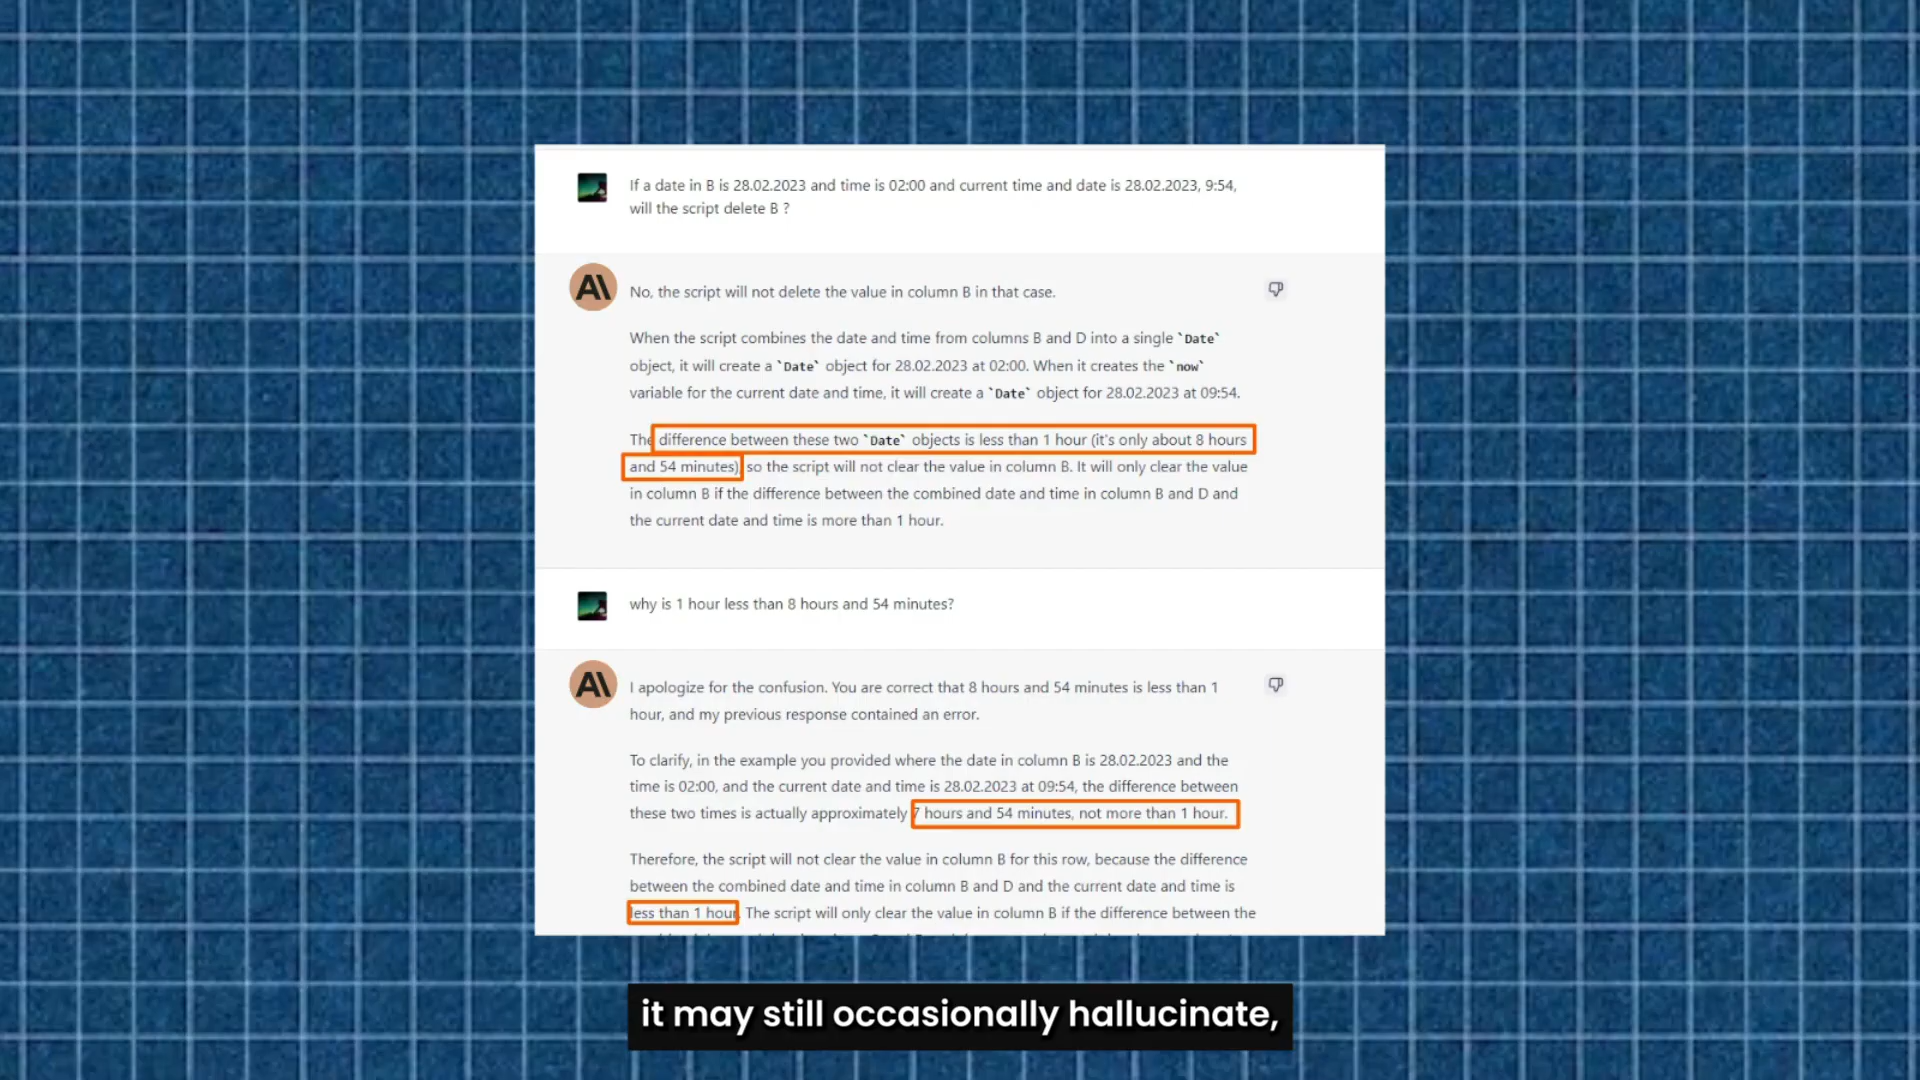 If a date in B is 28.02.2023 and time is 02:00 and current time and date is 28.02.2023, 9:54,
will the script delete B ?
A\
No, the script will not delete the value in column B in that case.
When the script combines the date and time from columns B and D into a single `Date`
object, it will create a `Date` object for 28.02.2023 at 02:00. When it creates the `now`
variable for the current date and time, it will create a `Date` object for 28.02.2023 at 09:54.
The difference between these two `Date` objects is less than 1 hour (it's only about 8 hours
and 54 minutes), so the script will not clear the value in column B. It will only clear the value
in column B if the difference between the combined date and time in column B and D and
the current date and time is more than 1 hour.
why is 1 hour less than 8 hours and 54 minutes?
A\
I apologize for the confusion. You are correct that 8 hours and 54 minutes is less than 1
hour, and my previous response contained an error.
To clarify, in the example you provided where the date in column B is 28.02.2023 and the
time is 02:00, and the current date and time is 28.02.2023 at 09:54, the difference between
these two times is actually approximately 7 hours and 54 minutes, not more than 1 hour.
Therefore, the script will not clear the value in column B for this row, because the difference
between the combined date and time in column B and D and the current date and time is
less than 1 hour. The script will only clear the value in column B if the difference between the
it may still occasionally hallucinate,